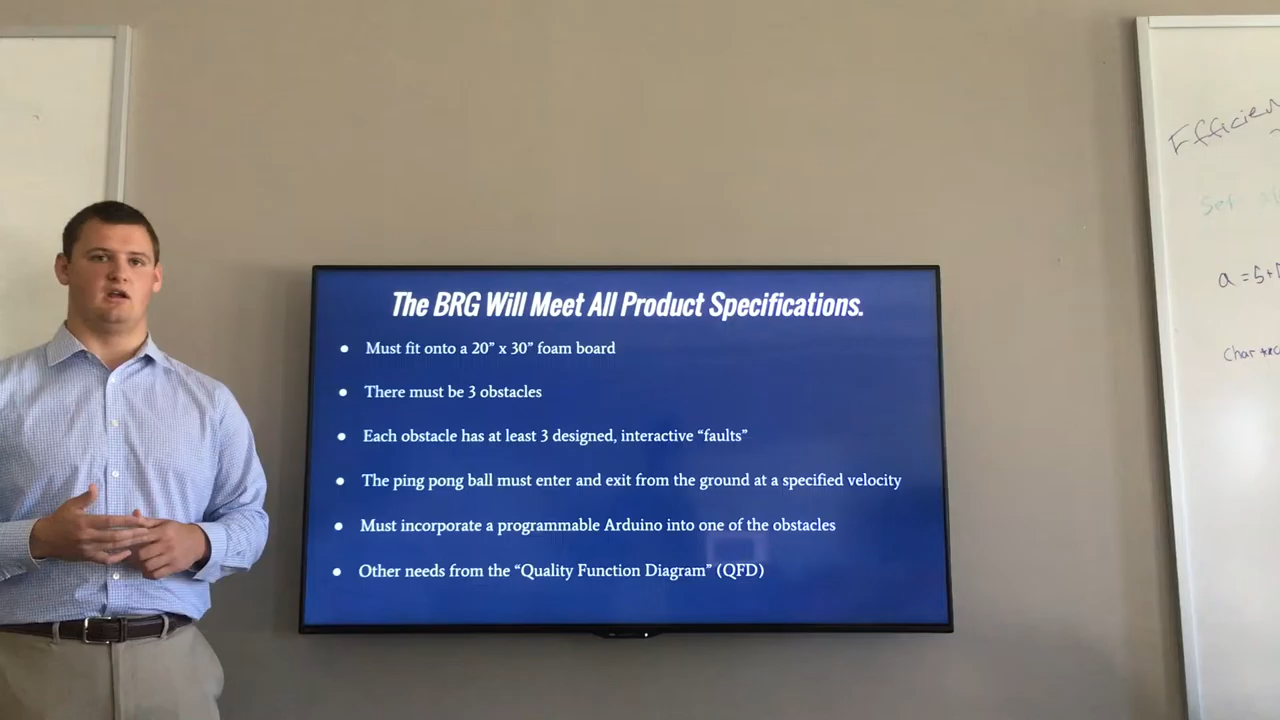 The BRG Will Meet All Product Specifications.
● Must fit onto a 20” x 30” foam board
● There must be 3 obstacles
● Each obstacle has at least 3 designed, interactive “faults”
● The ping pong ball must enter and exit from the ground at a specified velocity
● Must incorporate a programmable Arduino into one of the obstacles
● Other needs from the “Quality Function Diagram” (QFD)
Efficien